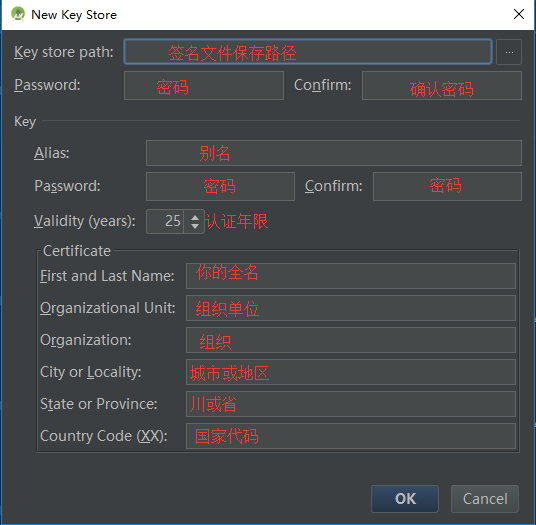 New Key Store
Key store path: 签名文件保存路径 ...
Password: 密码 Confirm: 确认密码
Key
Alias: 别名
Password: 密码 Confirm: 密码
Validity (years): 25 认证年限
Certificate
First and Last Name: 你的全名
Organizational Unit: 组织单位
Organization: 组织
City or Locality: 城市或地区
State or Province: 川或省
Country Code (XX): 国家代码
OK Cancel